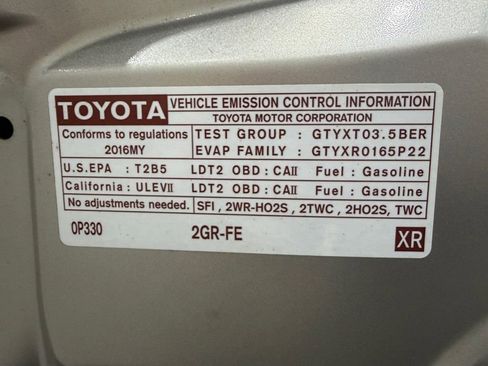 TOYOTA VEHICLE EMISSION CONTROL INFORMATION
TOYOTA MOTOR CORPORATION
Conforms to regulations TEST GROUP : GTYXT03.5BER
2016MY EVAP FAMILY : GTYXR0165P22
U.S.EPA : T2B5 LDT2 OBD : CAII Fuel : Gasoline
California : ULEVII LDT2 OBD : CAII Fuel : Gasoline
No adjustments needed. SFI , 2WR-HO2S , 2TWC , 2HO2S, TWC
0P330 2GR-FE XR